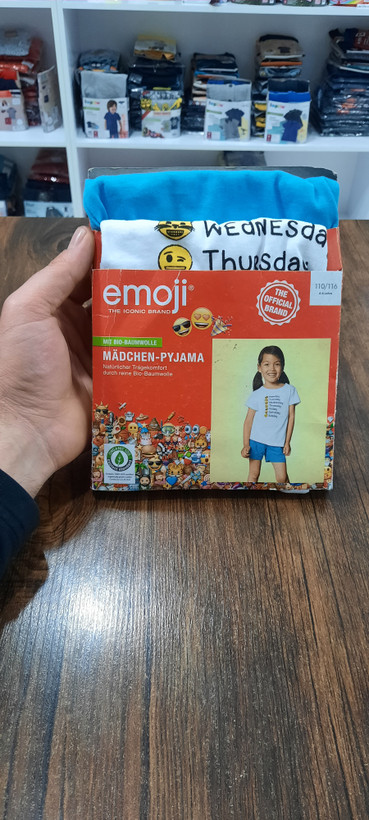 WEDNESDA
Thursday
emoji®
THE ICONIC BRAND
THE
OFFICIAL
BRAND
110/116
MIT BIO-BAUMWOLLE
MÄDCHEN-PYJAMA
Natürlicher Tragekomfort
durch reine Bio-Baumwolle